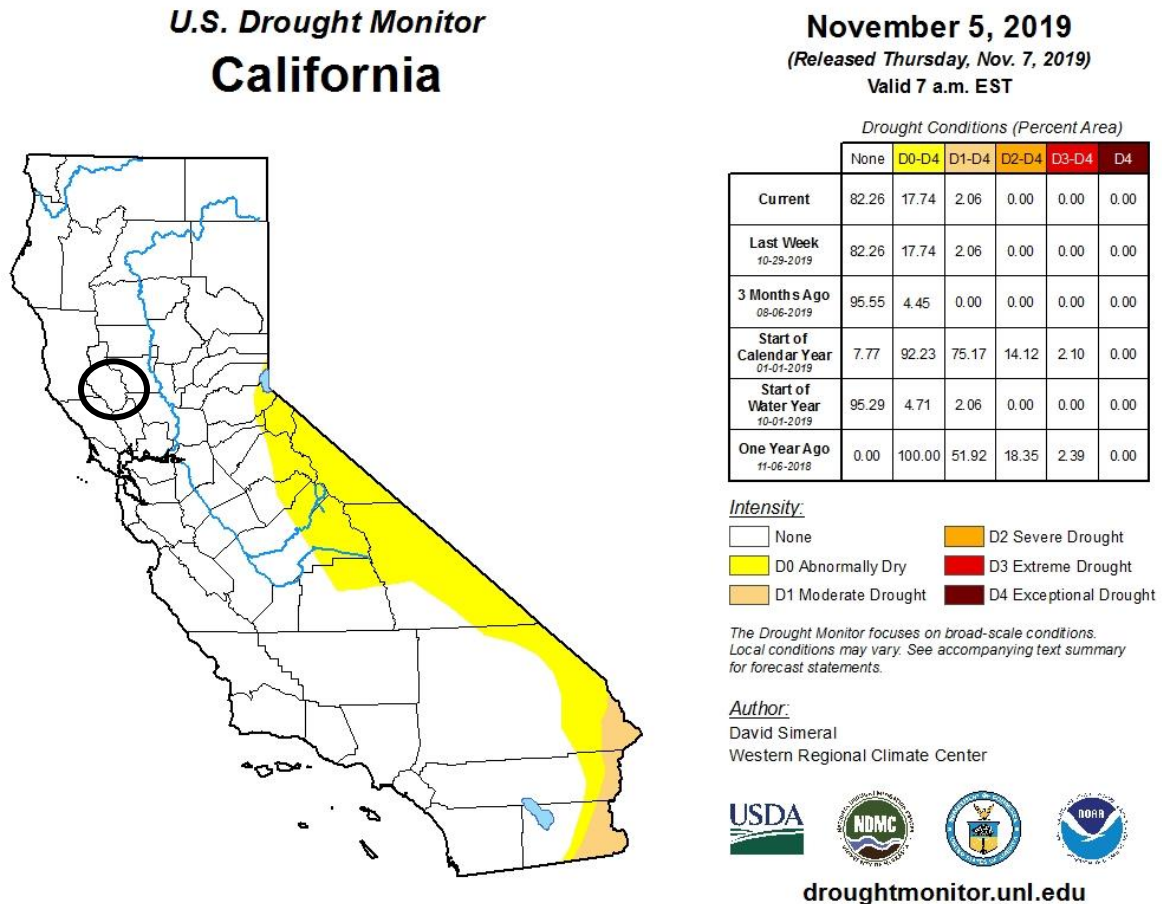 U.S. Drought Monitor
California
November 5, 2019
(Released Thursday, Nov. 7, 2019)
Valid 7 a.m. EST
Drought Conditions (Percent Area)
None D0-D4 D1-D4 D2-D4 D3-D4 D4
Current 82.26 17.74 2.06 0.00 0.00 0.00
Last Week
10-29-2019
82.26 17.74 2.06 0.00 0.00 0.00
3 Months Ago
08-06-2019
95.55 4.45 0.00 0.00 0.00 0.00
Start of
Calendar Year
01-01-2019
7.77 92.23 75.17 14.12 2.10 0.00
Start of
Water Year
10-01-2019
95.29 4.71 2.06 0.00 0.00 0.00
One Year Ago
11-06-2018
0.00 100.00 51.92 18.35 2.39 0.00
Intensity:
None
D0 Abnormally Dry
D1 Moderate Drought
D2 Severe Drought
D3 Extreme Drought
D4 Exceptional Drought
The Drought Monitor focuses on broad-scale conditions.
Local conditions may vary. See accompanying text summary
for forecast statements.
Author:
David Simeral
Western Regional Climate Center
USDA
NDMC
NOAA
droughtmonitor.unl.edu